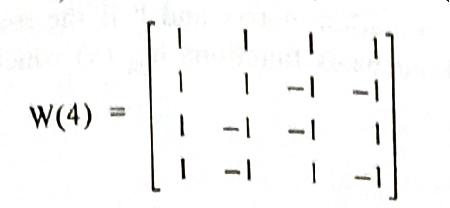 1 1 1 1
1 1 -1 -1
W(4) =
1 -1 -1 1
1 -1 1 -1